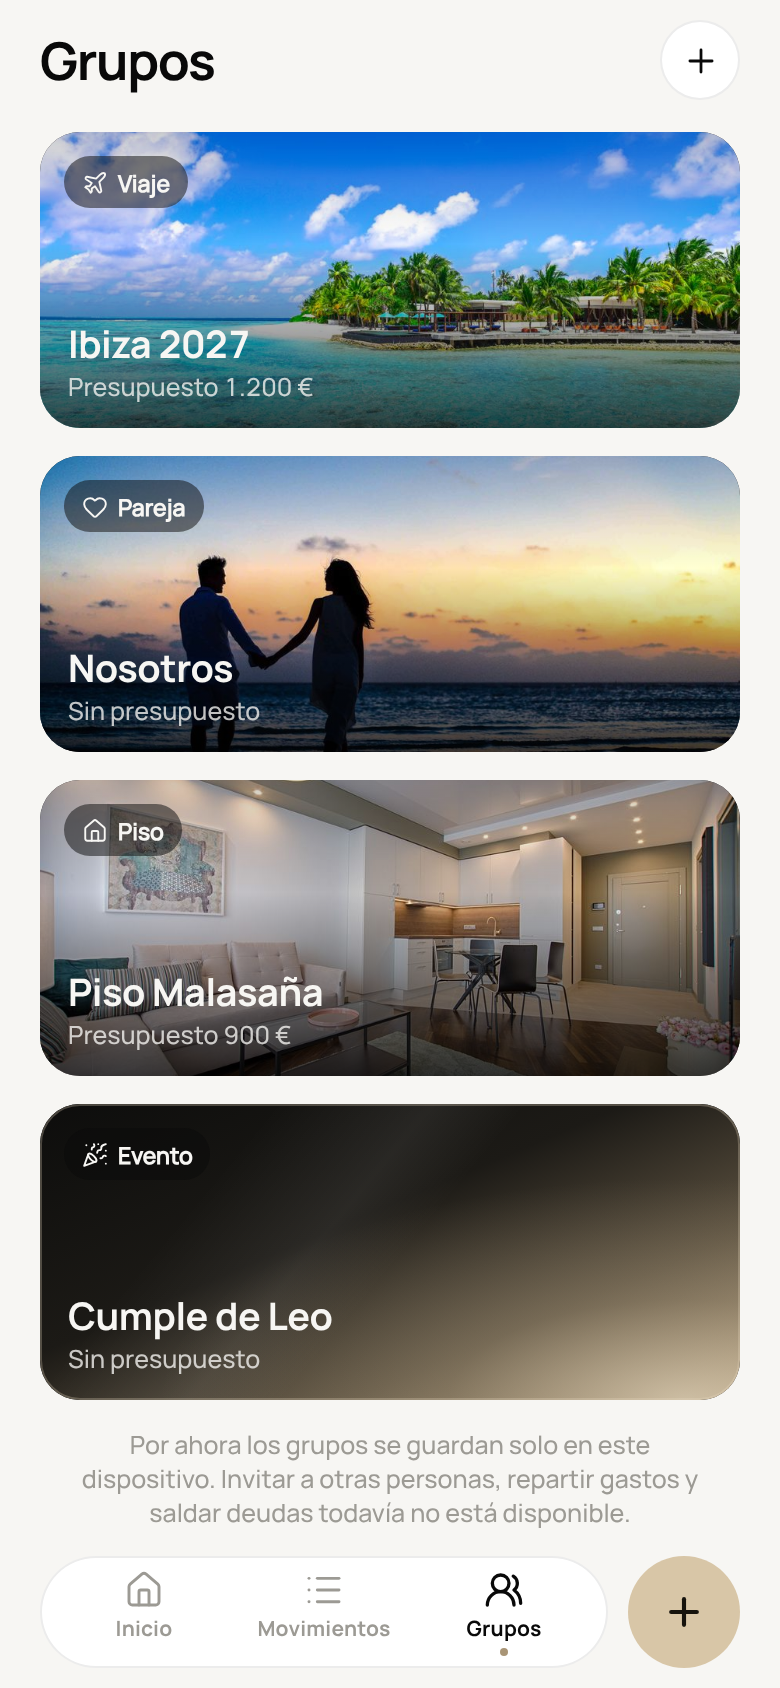 Grupos
Viaje
Ibiza 2027
Presupuesto 1.200 €
Pareja
Nosotros
Sin presupuesto
Piso
Piso Malasaña
Presupuesto 900 €
Evento
Cumple de Leo
Sin presupuesto
Por ahora los grupos se guardan solo en este
dispositivo. Invitar a otras personas, repartir gastos y
saldar deudas todavía no está disponible.
Inicio
Movimientos
Grupos